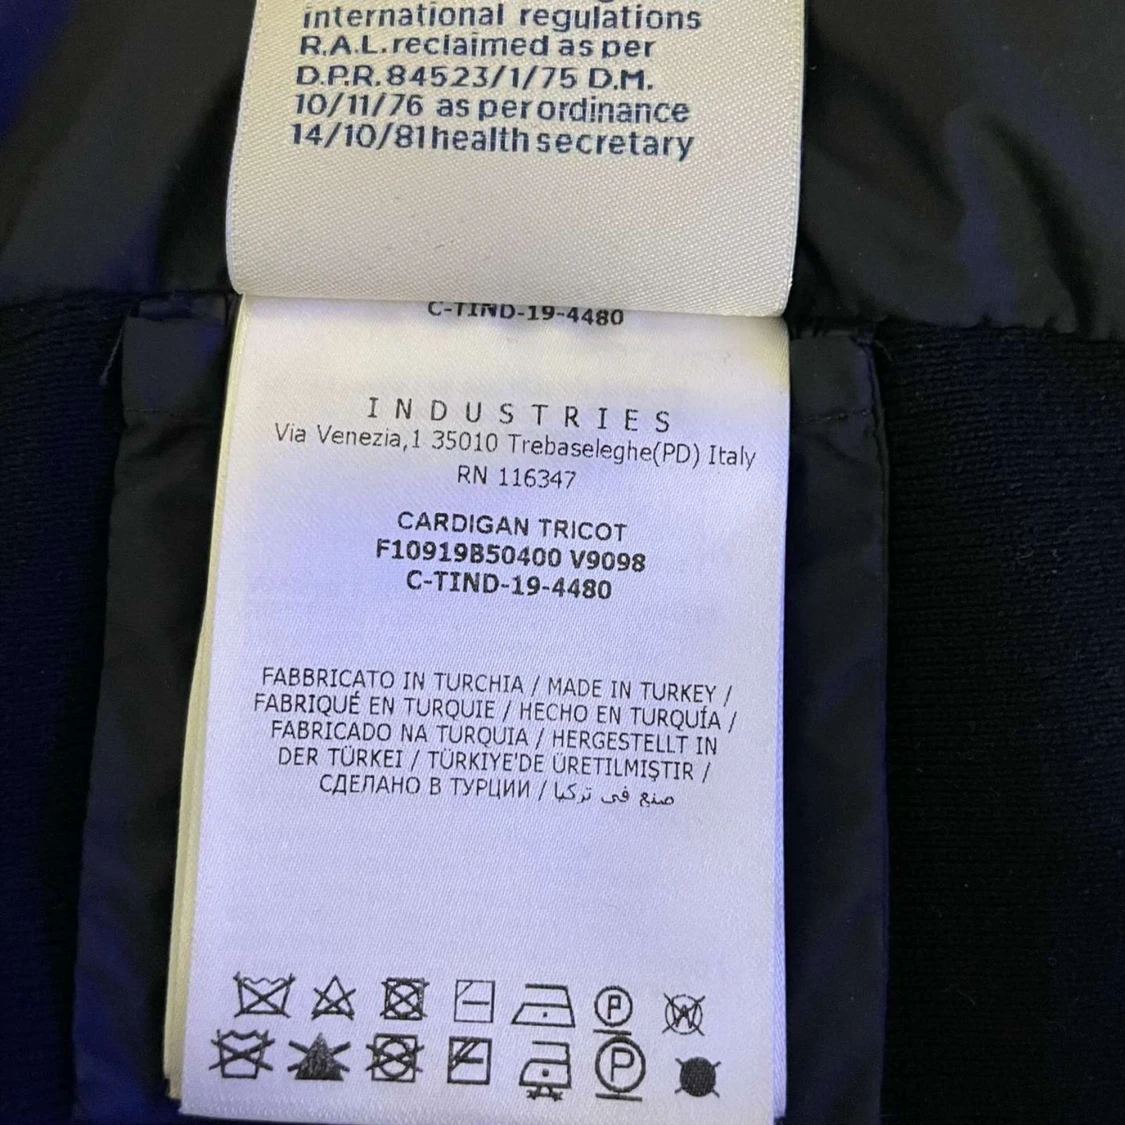 international regulations
R.A.L. reclaimed as per
D.P.R. 84523/1/75 D.M.
10/11/76 as per ordinance
14/10/81 health secretary
C-TIND-19-4480
INDUSTRIES
Via Venezia,1 35010 Trebaseleghe(PD) Italy
RN 116347
CARDIGAN TRICOT
F10919B50400 V9098
C-TIND-19-4480
FABBRICATO IN TURCHIA / MADE IN TURKEY /
FABRIQUÉ EN TURQUIE / HECHO EN TURQUÍA /
FABRICADO NA TURQUIA / HERGESTELLT IN
DER TÜRKEI / TÜRKIYE'DE ÜRETILMIŞTIR /
СДЕЛАНО В ТУРЦИИ / صنع في تركيا
P W
P